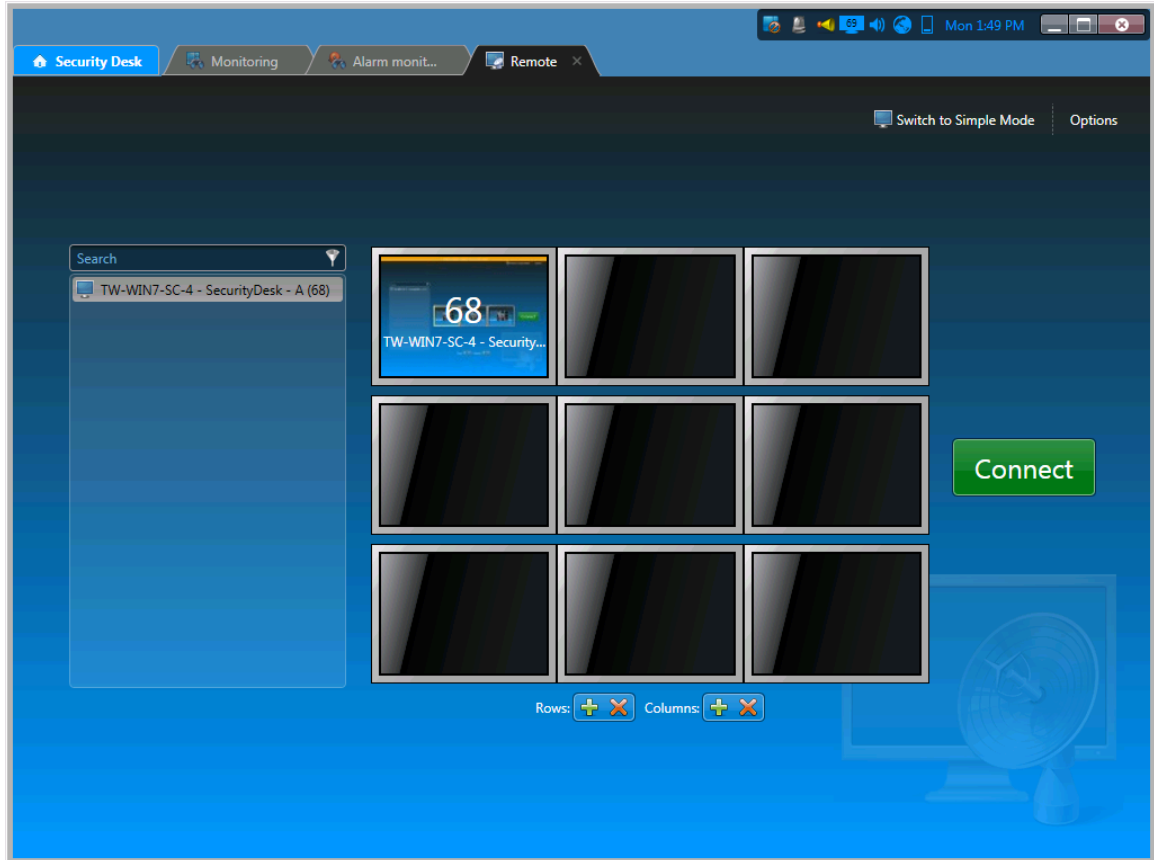 69 Mon 1:49 PM
Security Desk Monitoring Alarm monit... Remote
Switch to Simple Mode Options
Search
TW-WIN7-SC-4 - SecurityDesk - A (68)
68
TW-WIN7-SC-4 - Security...
Connect
Rows: Columns: